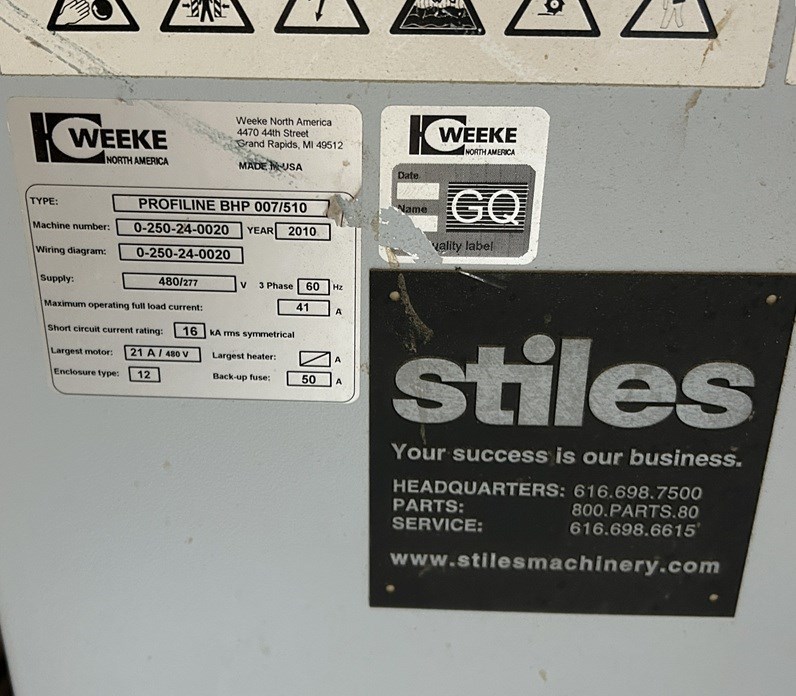 WEEKE
NORTH AMERICA
Weeke North America
4470 44th Street
Grand Rapids, MI 49512
MADE IN USA
TYPE: PROFILINE BHP 007/510
Machine number: 0-250-24-0020 YEAR 2010
Wiring diagram: 0-250-24-0020
Supply: 480/277 V 3 Phase 60 Hz
Maximum operating full load current: 41 A
Short circuit current rating: 16 kA rms symmetrical
Largest motor: 21 A / 480 V Largest heater: A
Enclosure type: 12 Back-up fuse: 50 A
WEEKE
NORTH AMERICA
Date
Name
GQ
uality label
stiles
Your success is our business.
HEADQUARTERS: 616.698.7500
PARTS: 800.PARTS.80
SERVICE: 616.698.6615
www.stilesmachinery.com